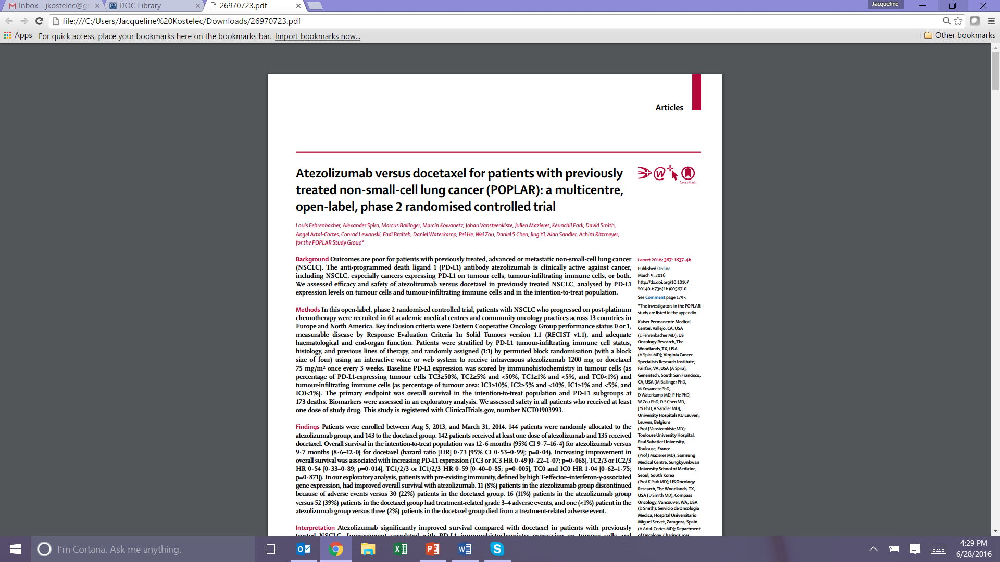 Inbox - jkostelec@g
DOC Library
26970723.pdf
Jacqueline
file:///C:/Users/Jacqueline%20Kostelec/Downloads/26970723.pdf
Apps For quick access, place your bookmarks here on the bookmarks bar. Import bookmarks now...
Other bookmarks
Articles
Atezolizumab versus docetaxel for patients with previously
treated non-small-cell lung cancer (POPLAR): a multicentre,
open-label, phase 2 randomised controlled trial
CrossMark
Louis Fehrenbacher, Alexander Spira, Marcus Ballinger, Marcin Kowanetz, Johan Vansteenkiste, Julien Mazieres, Keunchil Park, David Smith,
Angel Artal-Cortes, Conrad Lewanski, Fadi Braiteh, Daniel Waterkamp, Pei He, Wei Zou, Daniel S Chen, Jing Yi, Alan Sandler, Achim Rittmeyer,
for the POPLAR Study Group*
Background Outcomes are poor for patients with previously treated, advanced or metastatic non-small-cell lung cancer
(NSCLC). The anti-programmed death ligand 1 (PD-L1) antibody atezolizumab is clinically active against cancer,
including NSCLC, especially cancers expressing PD-L1 on tumour cells, tumour-infiltrating immune cells, or both.
We assessed efficacy and safety of atezolizumab versus docetaxel in previously treated NSCLC, analysed by PD-L1
expression levels on tumour cells and tumour-infiltrating immune cells and in the intention-to-treat population.
Methods In this open-label, phase 2 randomised controlled trial, patients with NSCLC who progressed on post-platinum
chemotherapy were recruited in 61 academic medical centres and community oncology practices across 13 countries in
Europe and North America. Key inclusion criteria were Eastern Cooperative Oncology Group performance status 0 or 1,
measurable disease by Response Evaluation Criteria In Solid Tumors version 1.1 (RECIST v1.1), and adequate
haematological and end-organ function. Patients were stratified by PD-L1 tumour-infiltrating immune cell status,
histology, and previous lines of therapy, and randomly assigned (1:1) by permuted block randomisation (with a block
size of four) using an interactive voice or web system to receive intravenous atezolizumab 1200 mg or docetaxel
75 mg/m² once every 3 weeks. Baseline PD-L1 expression was scored by immunohistochemistry in tumour cells (as
percentage of PD-L1-expressing tumour cells TC3≥50%, TC2≥5% and <50%, TC1≥1% and <5%, and TC0<1%) and
tumour-infiltrating immune cells (as percentage of tumour area: IC3≥10%, IC2≥5% and <10%, IC1≥1% and <5%, and
IC0<1%). The primary endpoint was overall survival in the intention-to-treat population and PD-L1 subgroups at
173 deaths. Biomarkers were assessed in an exploratory analysis. We assessed safety in all patients who received at least
one dose of study drug. This study is registered with ClinicalTrials.gov, number NCT01903993.
Findings Patients were enrolled between Aug 5, 2013, and March 31, 2014. 144 patients were randomly allocated to the
atezolizumab group, and 143 to the docetaxel group. 142 patients received at least one dose of atezolizumab and 135 received
docetaxel. Overall survival in the intention-to-treat population was 12·6 months (95% CI 9·7–16·4) for atezolizumab versus
9·7 months (8·6–12·0) for docetaxel (hazard ratio [HR] 0·73 [95% CI 0·53–0·99]; p=0·04). Increasing improvement in
overall survival was associated with increasing PD-L1 expression (TC3 or IC3 HR 0·49 [0·22–1·07; p=0·068], TC2/3 or IC2/3
HR 0·54 [0·33–0·89; p=0·014], TC1/2/3 or IC1/2/3 HR 0·59 [0·40–0·85; p=0·005], TC0 and IC0 HR 1·04 [0·62–1·75;
p=0·871]). In our exploratory analysis, patients with pre-existing immunity, defined by high T-effector–interferon-γ-associated
gene expression, had improved overall survival with atezolizumab. 11 (8%) patients in the atezolizumab group discontinued
because of adverse events versus 30 (22%) patients in the docetaxel group. 16 (11%) patients in the atezolizumab group
versus 52 (39%) patients in the docetaxel group had treatment-related grade 3–4 adverse events, and one (<1%) patient in the
atezolizumab group versus three (2%) patients in the docetaxel group died from a treatment-related adverse event.
Interpretation Atezolizumab significantly improved survival compared with docetaxel in patients with previously
treated NSCLC. Improvement correlated with PD-L1 immunohistochemistry expression on tumour cells and
Lancet 2016; 387: 1837–46
Published Online
March 9, 2016
http://dx.doi.org/10.1016/
S0140-6736(16)00587-0
See Comment page 1795
*The investigators in the POPLAR
study are listed in the appendix
Kaiser Permanente Medical
Center, Vallejo, CA, USA
(L Fehrenbacher MD); US
Oncology Research, The
Woodlands, TX, USA
(A Spira MD); Virginia Cancer
Specialists Research Institute,
Fairfax, VA, USA (A Spira);
Genentech, South San Francisco,
CA, USA (M Ballinger PhD,
M Kowanetz PhD,
D Waterkamp MD, P He PhD,
W Zou PhD, D S Chen MD,
J Yi PhD, A Sandler MD);
University Hospitals KU Leuven,
Leuven, Belgium
(Prof J Vansteenkiste MD);
Toulouse University Hospital,
Paul Sabatier University,
Toulouse, France
(Prof J Mazieres MD); Samsung
Medical Centre, Sungkyunkwan
University School of Medicine,
Seoul, South Korea
(Prof K Park MD); US Oncology
Research, The Woodlands, TX,
USA (D Smith MD); Compass
Oncology, Vancouver, WA, USA
(D Smith); Servicio de Oncologia
Medica, Hospital Universitario
Miguel Servet, Zaragoza, Spain
(A Artal-Cortes MD); Department
of Oncology, Charing Cross
I'm Cortana. Ask me anything.
4:29 PM
6/28/2016